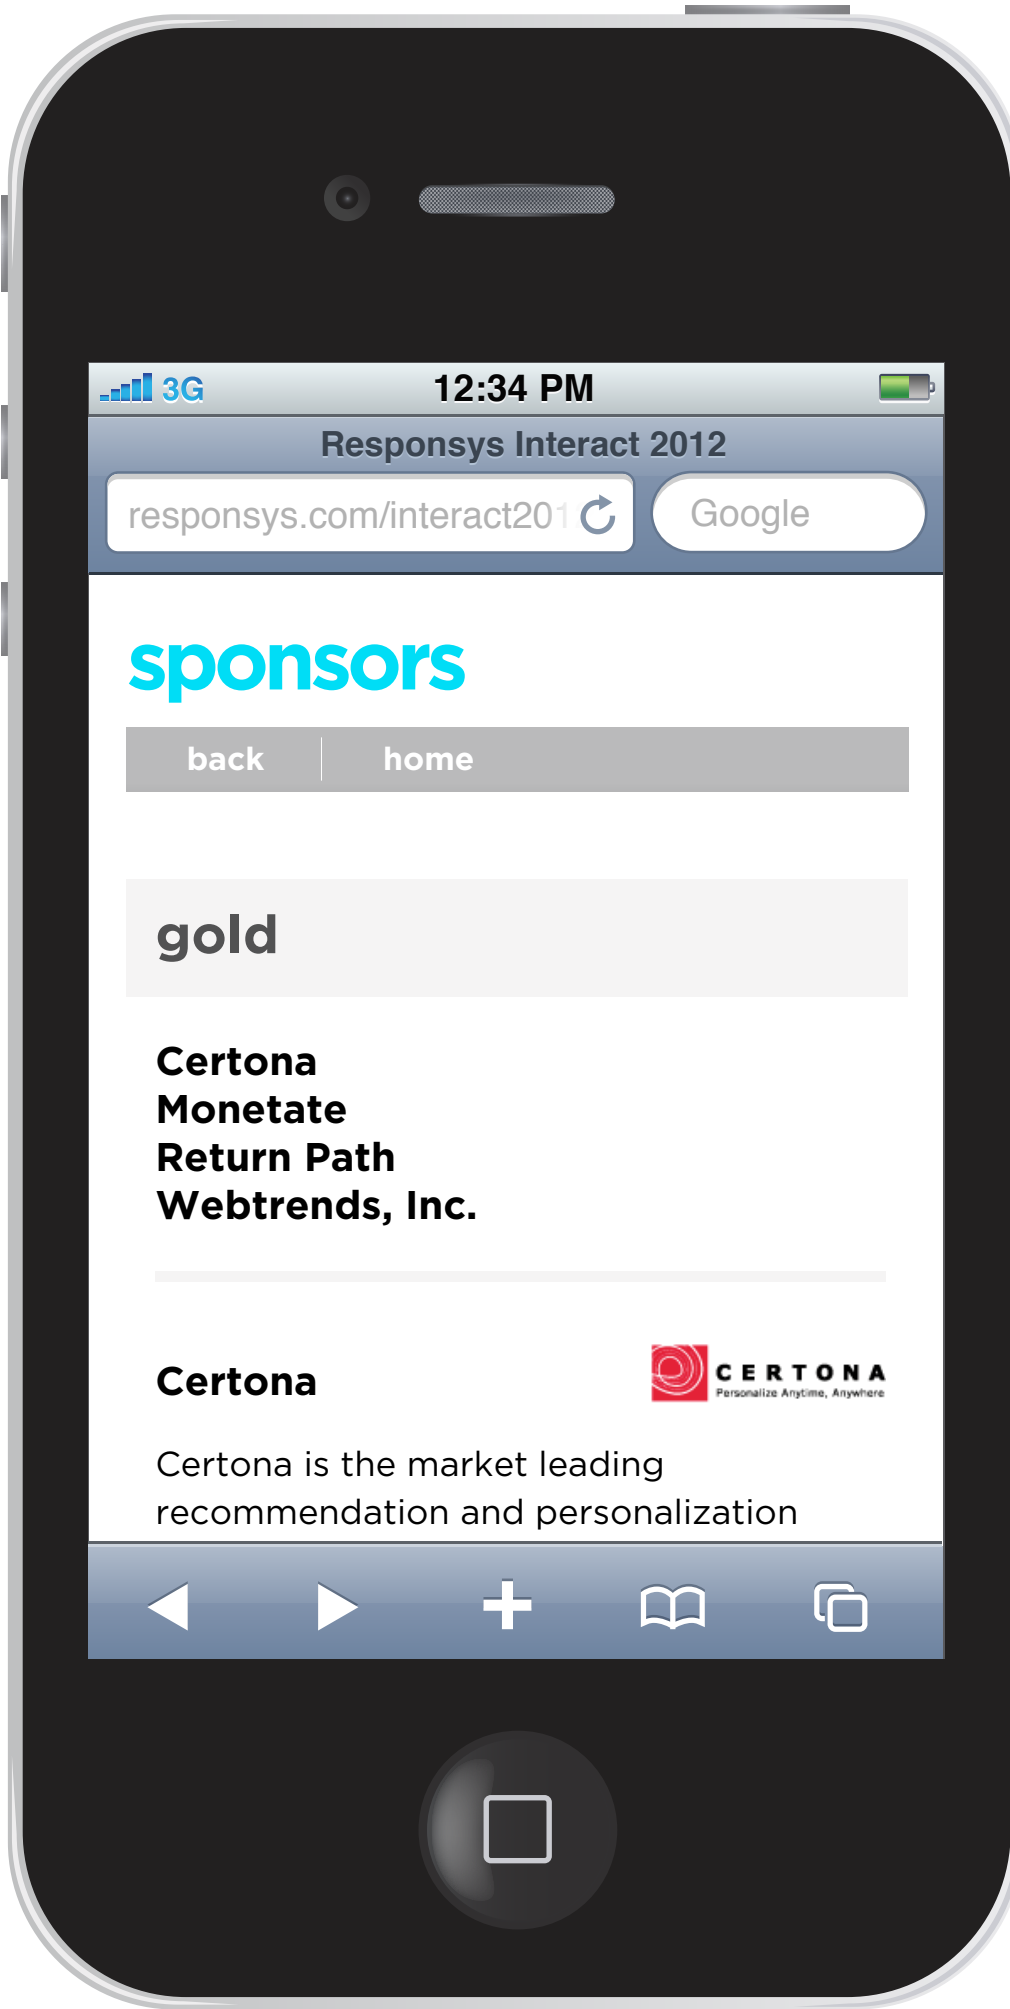 3G 12:34 PM
Responsys Interact 2012
responsys.com/interact201 Google
sponsors
back home
gold
Certona
Monetate
Return Path
Webtrends, Inc.
Certona
CERTONA
Personalize Anytime, Anywhere
Certona is the market leading
recommendation and personalization